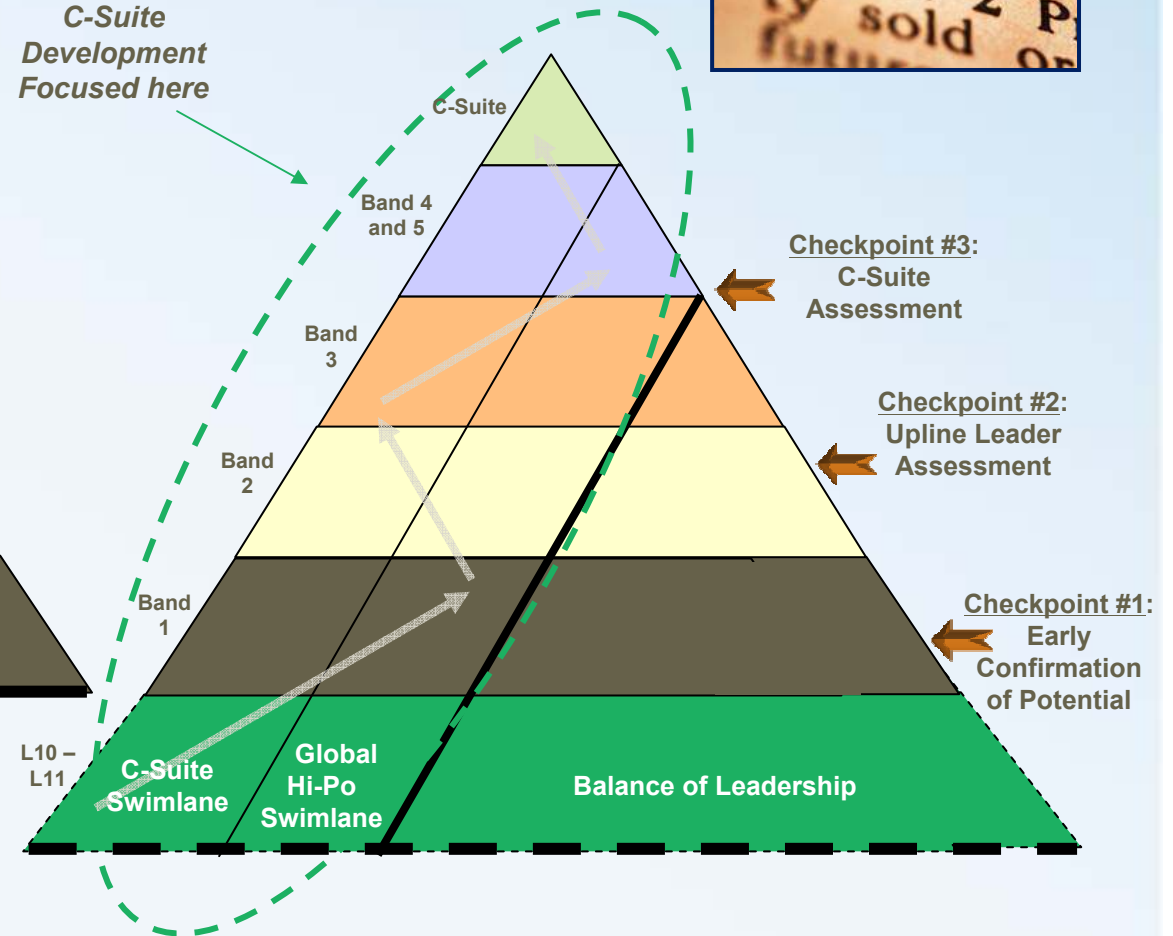 C-Suite
Development
Focused here
sold
C-Suite
Band 4
and 5
Checkpoint #3:
C-Suite
Assessment
Band
3
Checkpoint #2:
Upline Leader
Assessment
Band
2
Band
1
Checkpoint #1:
Early
Confirmation
of Potential
L10 –
L11
C-Suite
Swimlane
Global
Hi-Po
Swimlane
Balance of Leadership